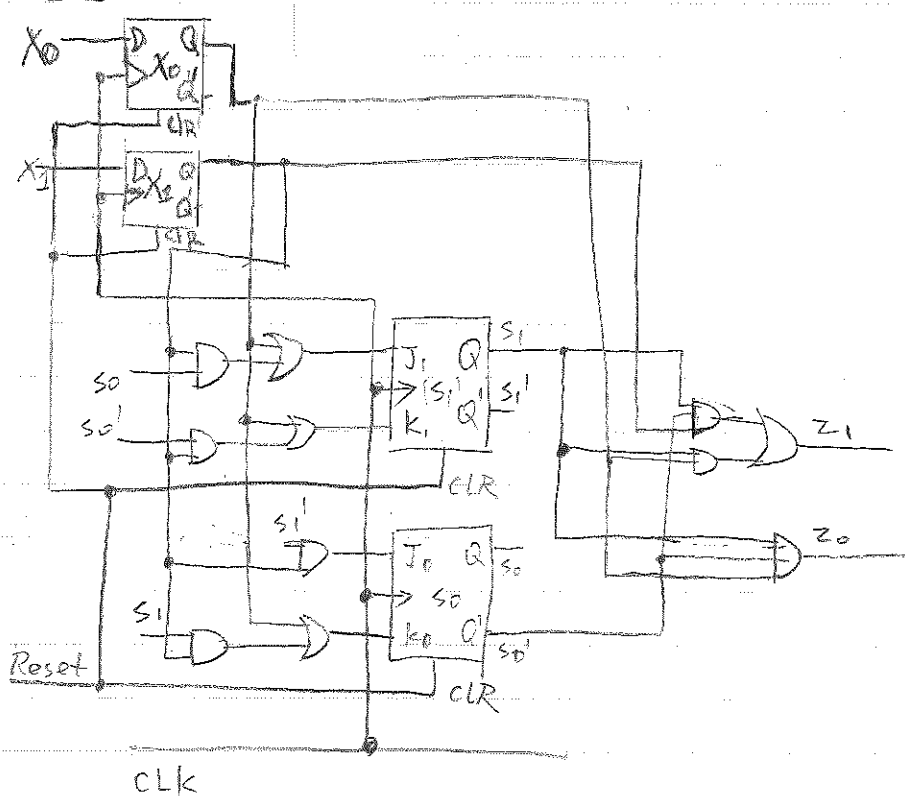 X0 D Q
X0
Q'
CLR
X1 D Q
X1
Q'
CLR
S1
J1 Q
S0 (S1' S1'
S0' K1 Q'
Z1
CLR
S1'
J0 Q
S0
Z0
S0
S1
K0 Q'
S0'
Reset
CLR
CLK